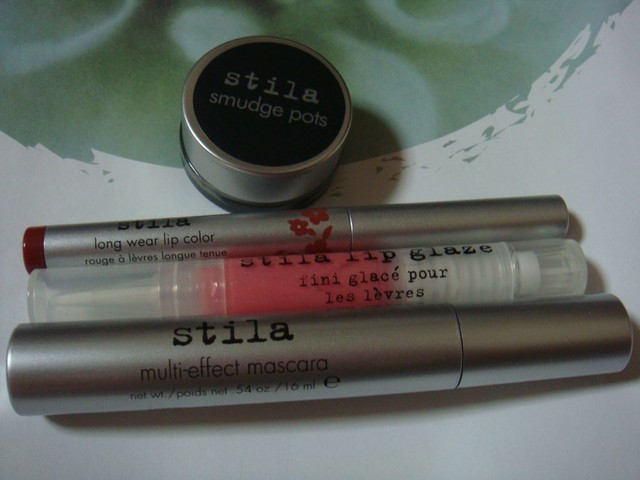 stila
smudge pots
stila
long wear lip color
rouge à lèvres longue tenue
stila lip glaze
fini glacé pour
les lèvres
stila
multi-effect mascara
net wt./poids net .54 oz/16 ml ℮